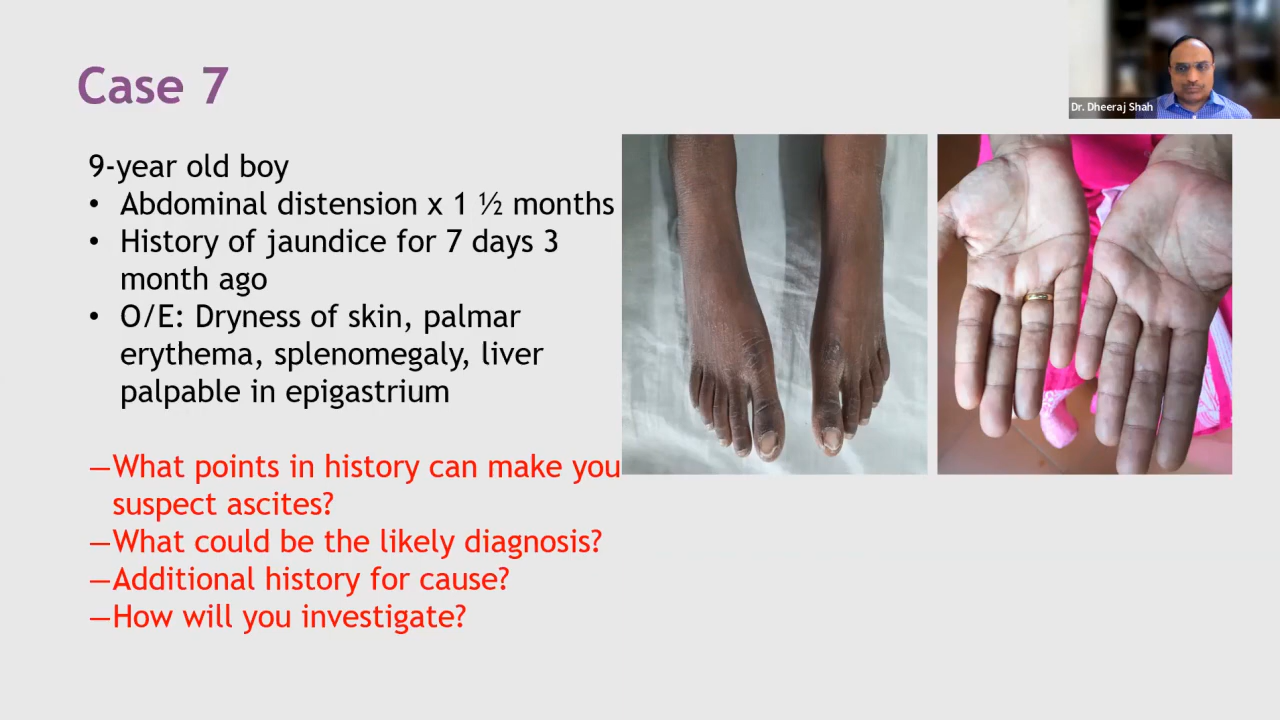 Case 7
Dr. Dheeraj Shah
9-year old boy
• Abdominal distension x 1 ½ months
• History of jaundice for 7 days 3
month ago
• O/E: Dryness of skin, palmar
erythema, splenomegaly, liver
palpable in epigastrium
—What points in history can make you
suspect ascites?
—What could be the likely diagnosis?
—Additional history for cause?
—How will you investigate?